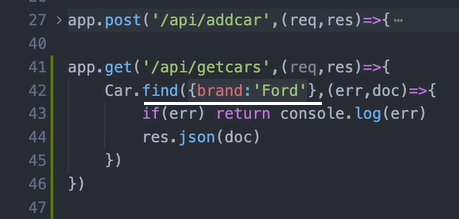 27 > app.post('/api/addcar',(req,res)=>{⋯
40
41 app.get('/api/getcars',(req,res)=>{
42     Car.find({brand:'Ford'},(err,doc)=>{
43         if(err) return console.log(err)
44         res.json(doc)
45     })
46 })
47